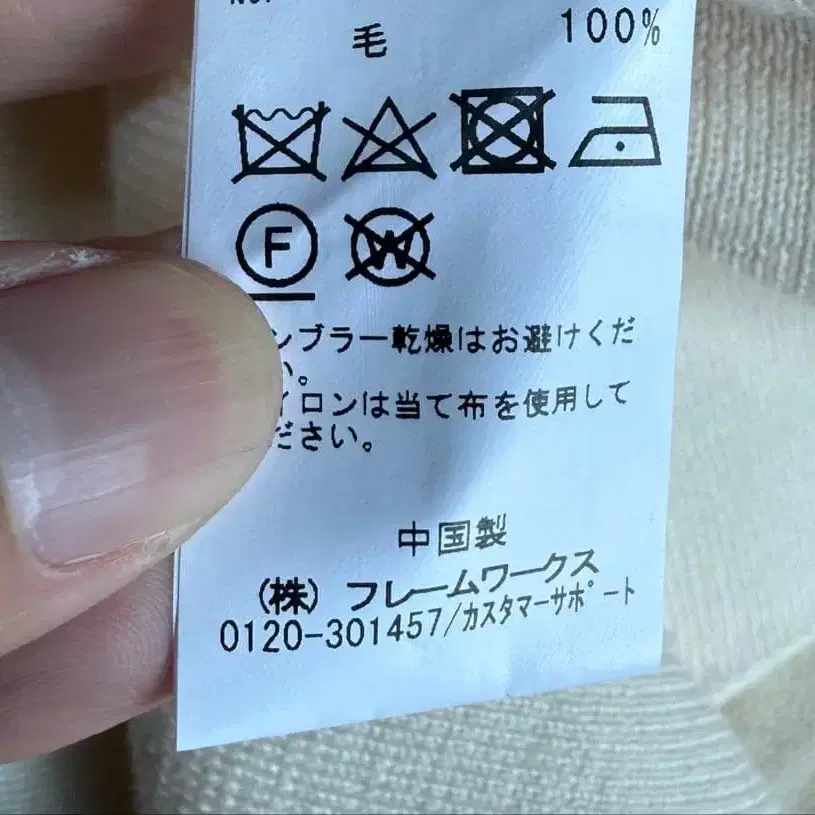 毛 100%
F
W
ンブラー乾燥はお避けくだ
い。
イロンは当て布を使用して
ださい。
中国製
(株) フレームワークス
0120-301457/カスタマーサポート